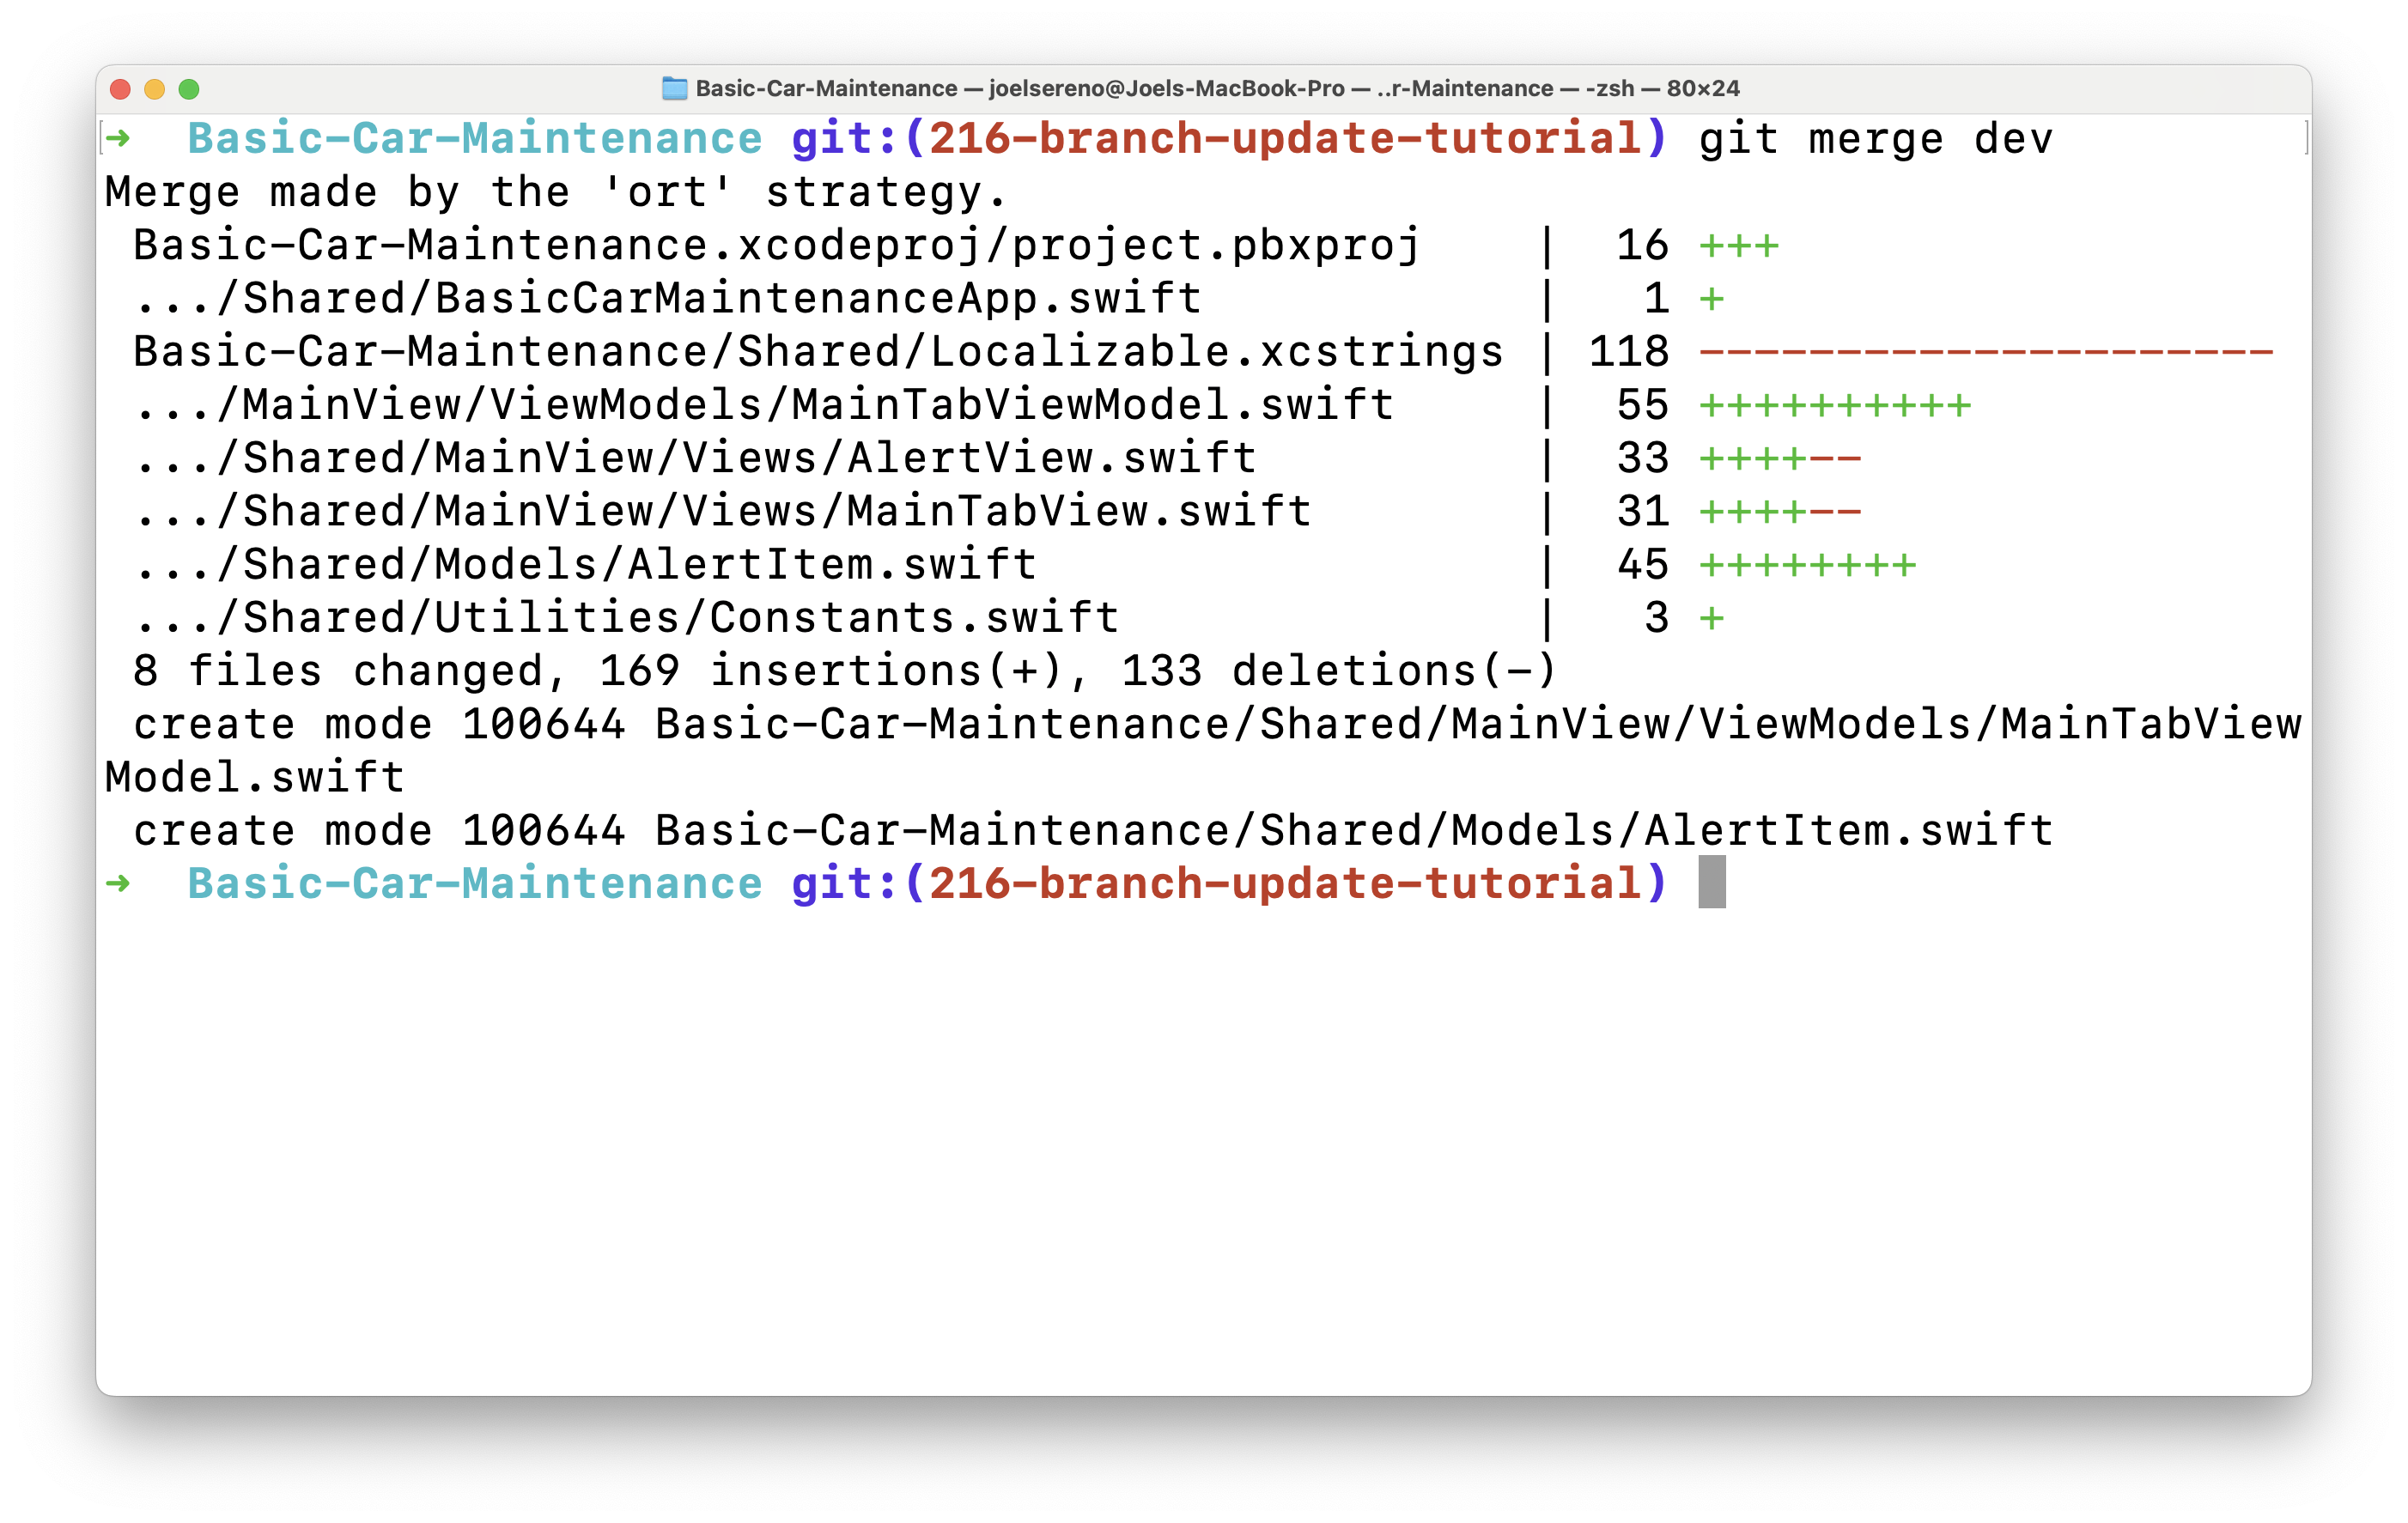 Basic-Car-Maintenance — joelsereno@Joels-MacBook-Pro — ..r-Maintenance — -zsh — 80×24
[➜  Basic-Car-Maintenance git:(216-branch-update-tutorial) git merge dev ]
Merge made by the 'ort' strategy.
 Basic-Car-Maintenance.xcodeproj/project.pbxproj    |  16 +++
 .../Shared/BasicCarMaintenanceApp.swift            |   1 +
 Basic-Car-Maintenance/Shared/Localizable.xcstrings | 118 ---------------------
 .../MainView/ViewModels/MainTabViewModel.swift     |  55 ++++++++++
 .../Shared/MainView/Views/AlertView.swift          |  33 ++++--
 .../Shared/MainView/Views/MainTabView.swift        |  31 ++++--
 .../Shared/Models/AlertItem.swift                  |  45 ++++++++
 .../Shared/Utilities/Constants.swift               |   3 +
 8 files changed, 169 insertions(+), 133 deletions(-)
 create mode 100644 Basic-Car-Maintenance/Shared/MainView/ViewModels/MainTabView
Model.swift
 create mode 100644 Basic-Car-Maintenance/Shared/Models/AlertItem.swift
➜  Basic-Car-Maintenance git:(216-branch-update-tutorial)